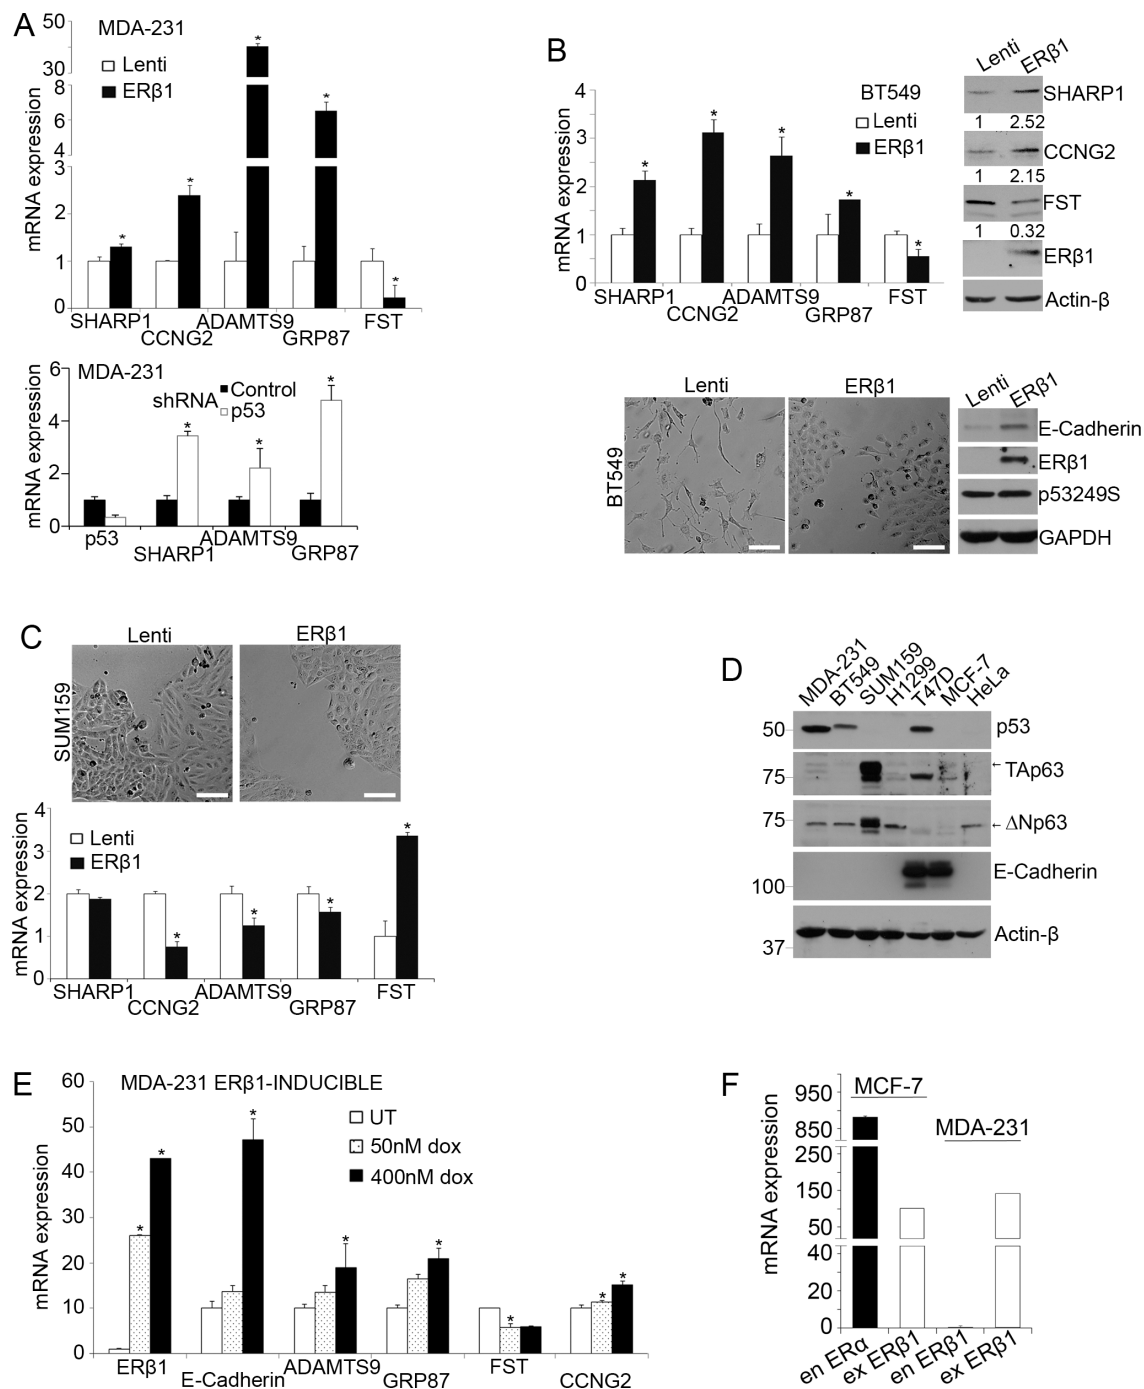 A
MDA-231
Lenti
ERβ1
50
30
8
6
4
3
2
1
0
mRNA expression
* * * * *
SHARP1
CCNG2
ADAMTS9
GRP87
FST
MDA-231
shRNA
Control
p53
6
4
2
0
mRNA expression
* * *
p53
SHARP1
ADAMTS9
GRP87
B
BT549
Lenti
ERβ1
4
3
2
1
0
mRNA expression
* * * * *
SHARP1
CCNG2
ADAMTS9
GRP87
FST
Lenti ERβ1
SHARP1
1 2.52
CCNG2
1 2.15
FST
1 0.32
ERβ1
Actin-β
Lenti ERβ1
BT549
Lenti ERβ1
E-Cadherin
ERβ1
p53249S
GAPDH
C
Lenti ERβ1
SUM159
Lenti
ERβ1
4
3
2
1
0
mRNA expression
* * * *
SHARP1
CCNG2
ADAMTS9
GRP87
FST
D
MDA-231 BT549 SUM159 H1299 T47D MCF-7 HeLa
50 p53
75 ← TAp63
75 ← ΔNp63
100 E-Cadherin
37 Actin-β
E
MDA-231 ERβ1-INDUCIBLE
UT
50nM dox
400nM dox
60
50
40
30
20
10
0
mRNA expression
* * * * * * * *
ERβ1
E-Cadherin
ADAMTS9
GRP87
FST
CCNG2
F
MCF-7
MDA-231
950
850
250
150
50
40
20
0
mRNA expression
en ERα
ex ERβ1
en ERβ1
ex ERβ1